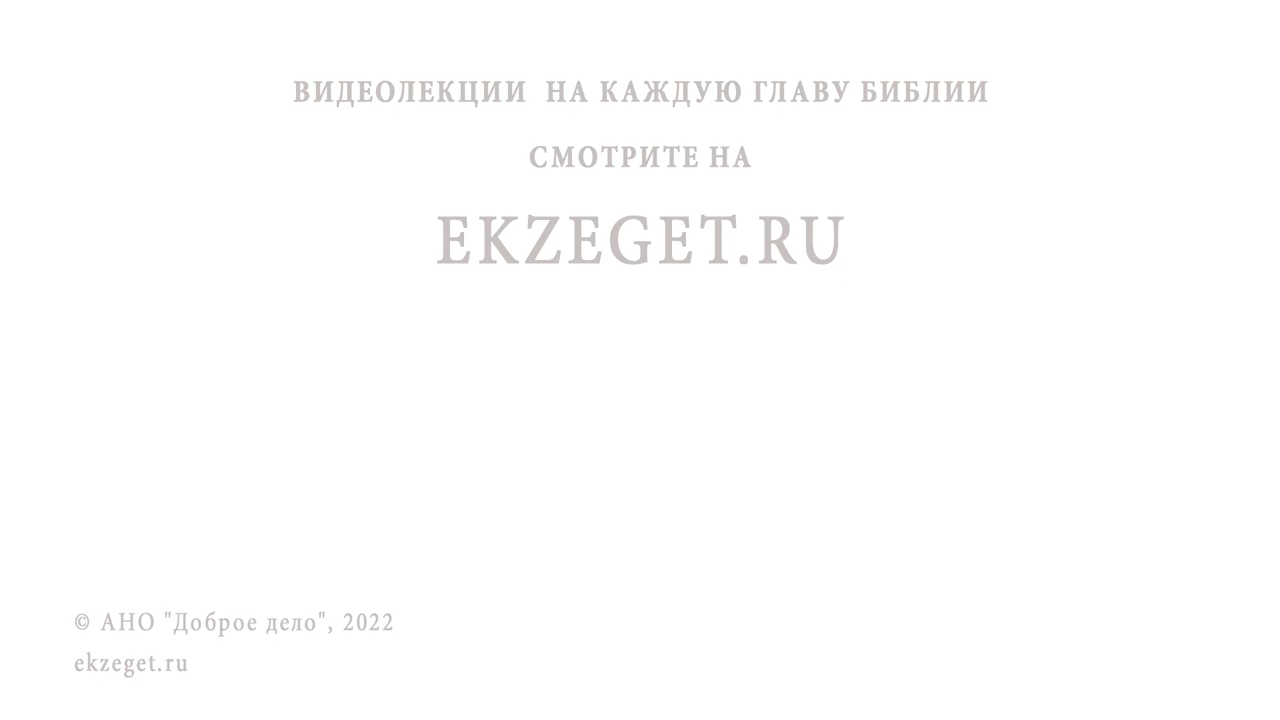 ВИДЕОЛЕКЦИИ НА КАЖДУЮ ГЛАВУ БИБЛИИ
СМОТРИТЕ НА
EKZEGET.RU
© АНО "Доброе дело", 2022
ekzeget.ru